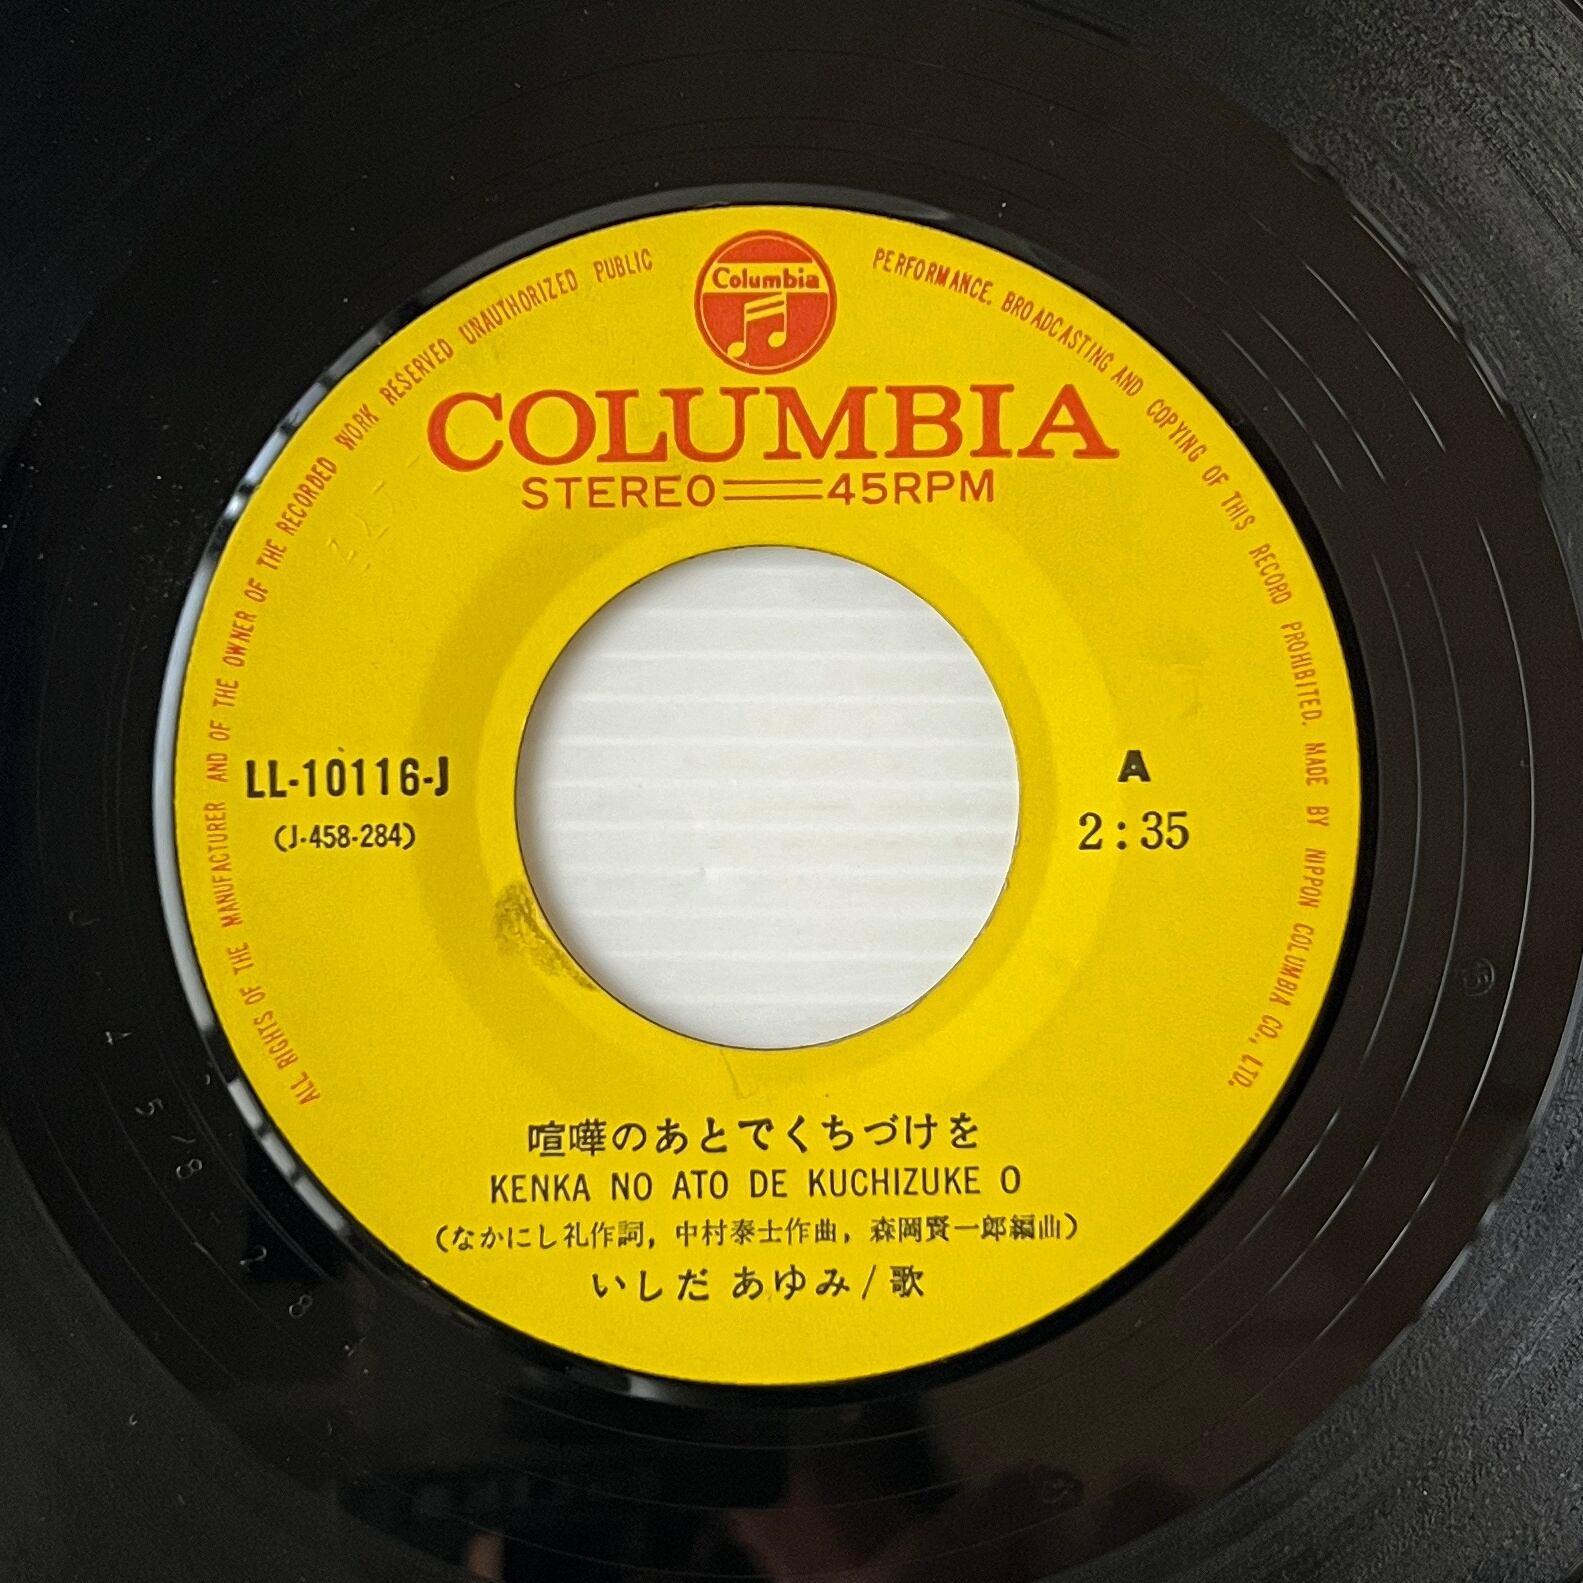 Columbia
COLUMBIA
STEREO 45RPM
ALL RIGHTS OF THE MANUFACTURER AND OF THE OWNER OF THE RECORDED WORK RESERVED UNAUTHORIZED PUBLIC PERFORMANCE. BROADCASTING AND COPYING OF THIS RECORD PROHIBITED. MADE BY NIPPON COLUMBIA CO., LTD.
LL-10116-J
(J-458-284)
A
2:35
喧嘩のあとでくちづけを
KENKA NO ATO DE KUCHIZUKE O
(なかにし礼作詞, 中村泰士作曲, 森岡賢一郎編曲)
いしだ あゆみ/歌